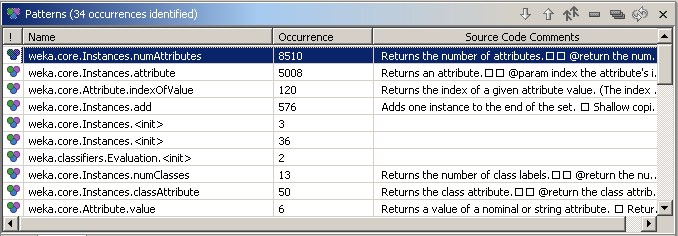 Patterns (34 occurrences identified)
! Name Occurrence Source Code Comments
weka.core.Instances.numAttributes 8510 Returns the number of attributes.□□ @return the num...
weka.core.Instances.attribute 5008 Returns an attribute.□□ @param index the attribute's i...
weka.core.Attribute.indexOfValue 120 Returns the index of a given attribute value. (The index ...
weka.core.Instances.add 576 Adds one instance to the end of the set. □ Shallow copi...
weka.core.Instances.<init> 3
weka.core.Instances.<init> 36
weka.classifiers.Evaluation.<init> 2
weka.core.Instances.numClasses 13 Returns the number of class labels.□□ @return the nu...
weka.core.Instances.classAttribute 50 Returns the class attribute.□□ @return the class attrib...
weka.core.Attribute.value 6 Returns a value of a nominal or string attribute. □ Retur...